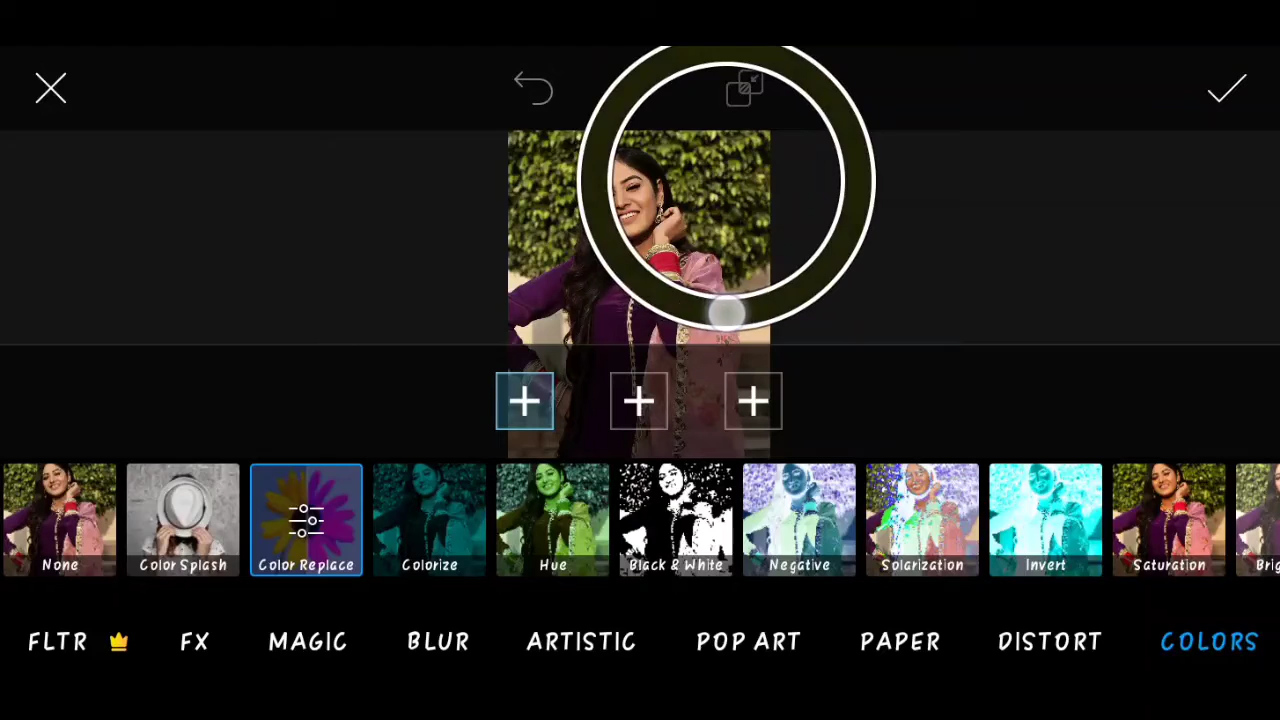 None
Color Splash
Color Replace
Colorize
Hue
Black & White
Negative
Solarization
Invert
Saturation
FLTR
FX
MAGIC
BLUR
ARTISTIC
POP ART
PAPER
DISTORT
COLORS